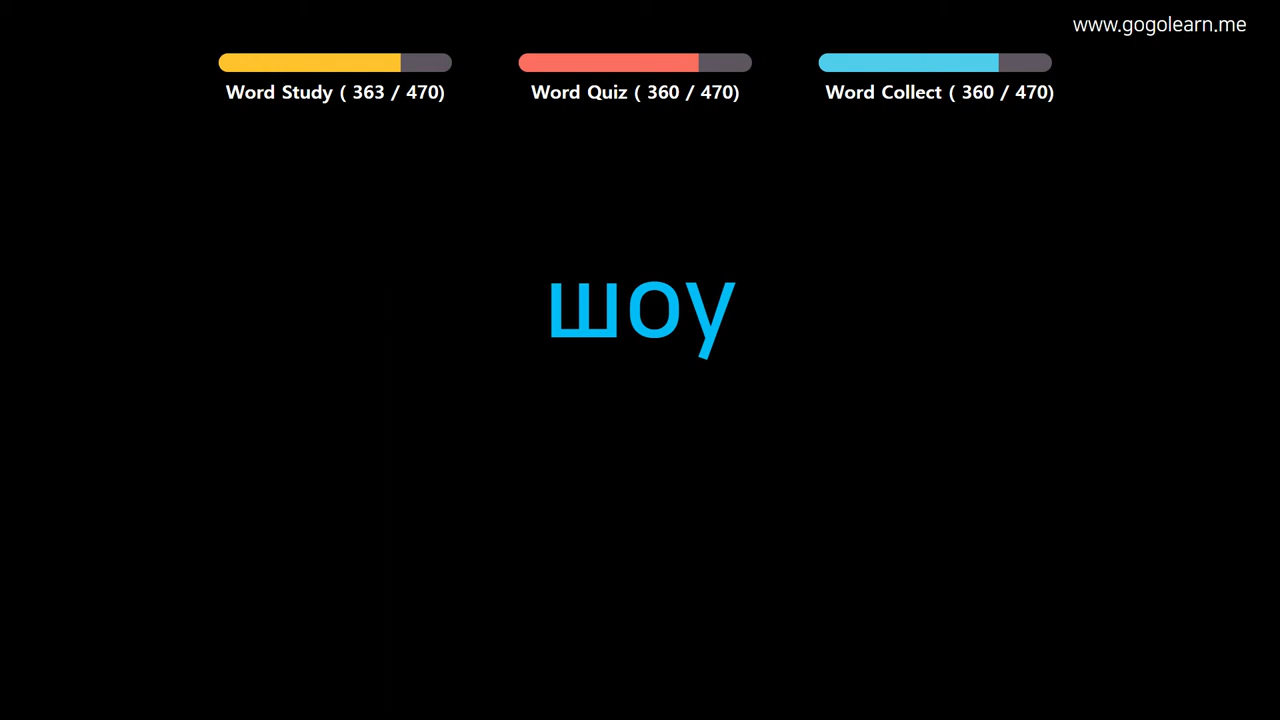 www.gogolearn.me
Word Study ( 363 / 470)
Word Quiz ( 360 / 470)
Word Collect ( 360 / 470)
шоу